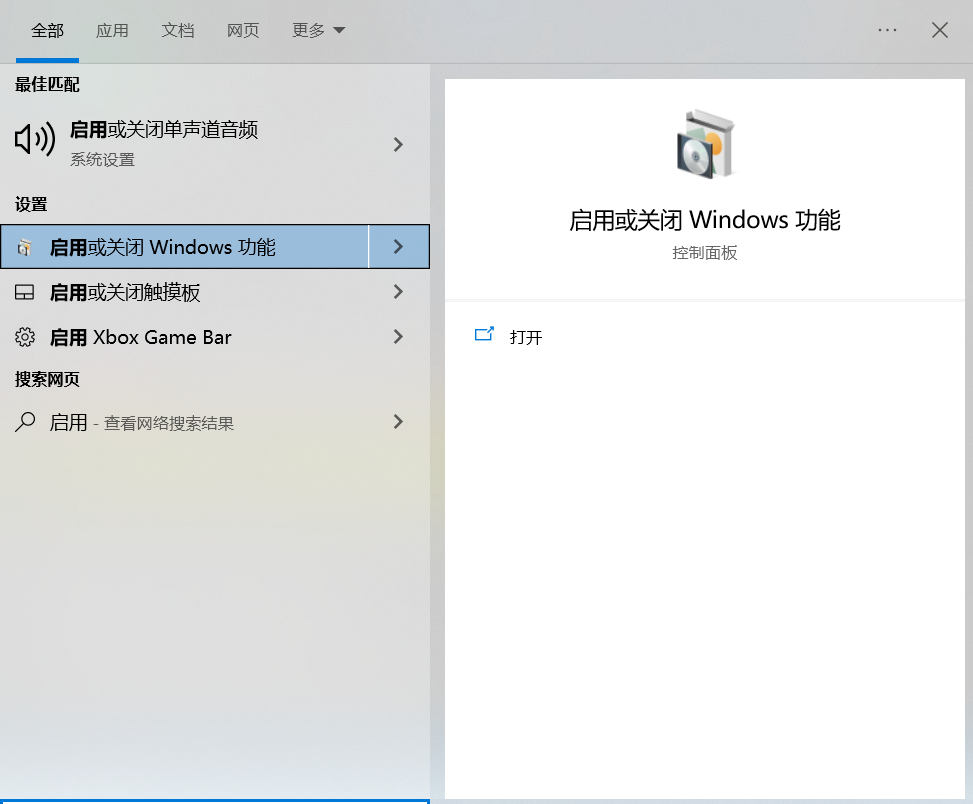 全部 应用 文档 网页 更多
最佳匹配
启用或关闭单声道音频
系统设置
设置
启用或关闭 Windows 功能
启用或关闭触摸板
启用 Xbox Game Bar
搜索网页
启用 - 查看网络搜索结果
启用或关闭 Windows 功能
控制面板
打开